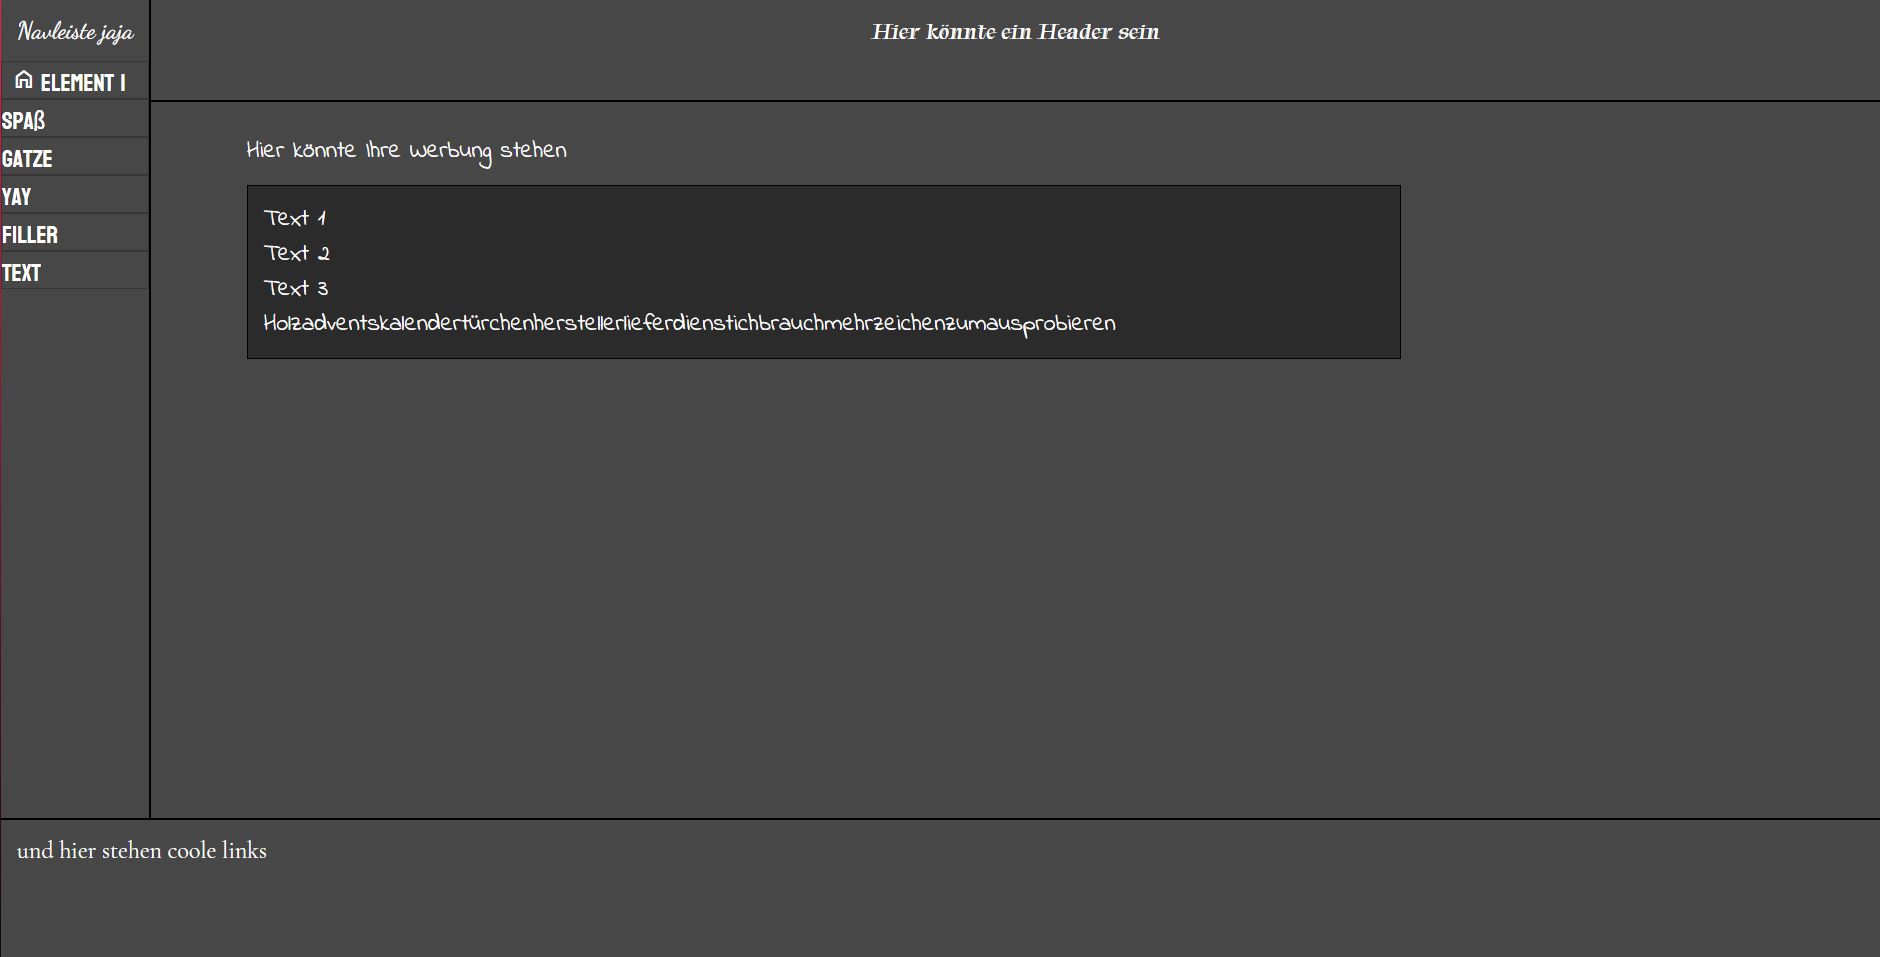 Navleiste jaja
Hier könnte ein Header sein
ELEMENT 1
SPAß
GATZE
YAY
FILLER
TEXT
Hier könnte Ihre Werbung stehen
Text 1
Text 2
Text 3
Holzadventskalendertürchenherstellerlieferdienstichbrauchmehrzeichenzumausprobieren
und hier stehen coole links